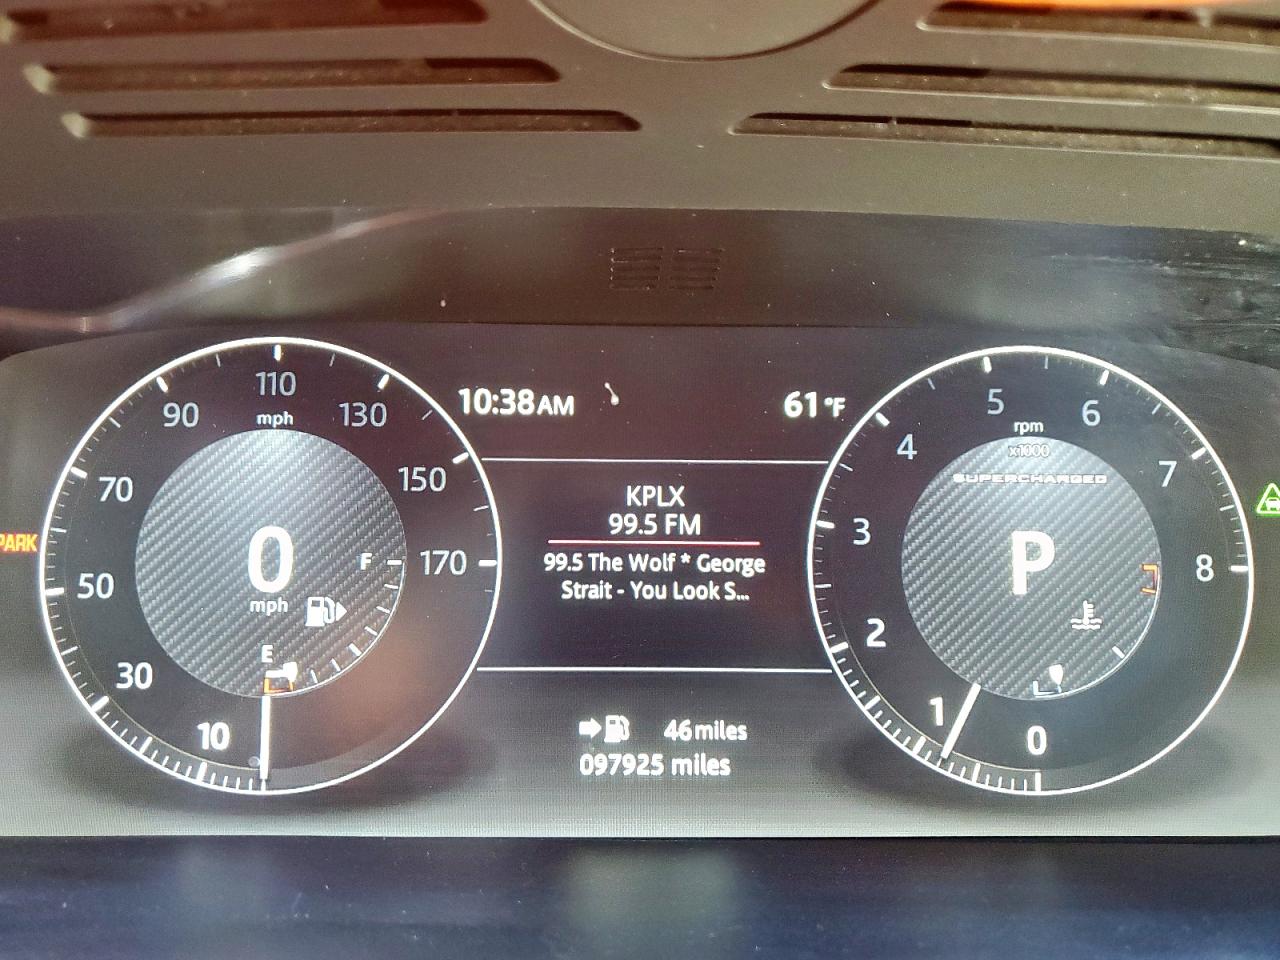 110
90
mph
130
70
150
PARK
0
F
170
50
mph
E
30
10
10:38AM
61°F
KPLX
99.5 FM
99.5 The Wolf * George
Strait - You Look S...
46 miles
097925 miles
5
6
rpm
x1000
4
SUPERCHARGED
7
3
P
8
2
1
0